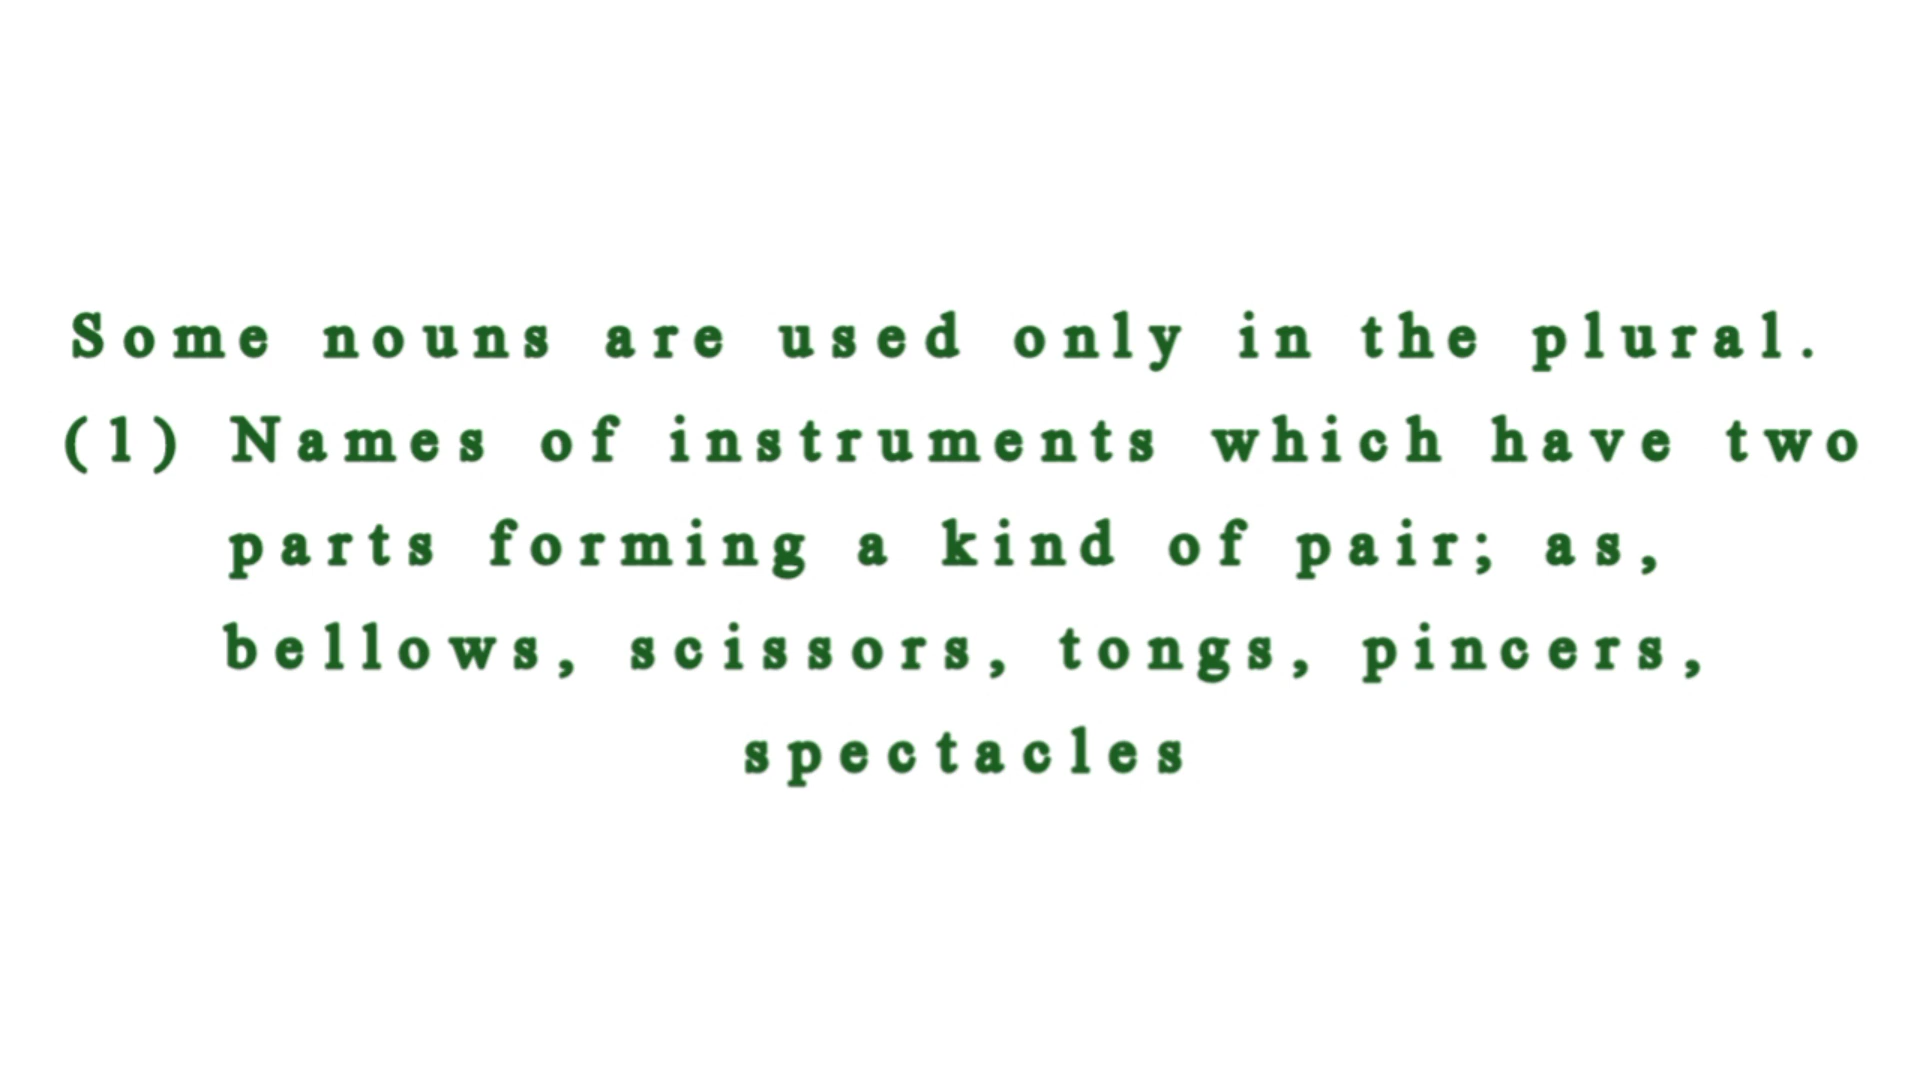 Some nouns are used only in the plural.
(1) Names of instruments which have two
parts forming a kind of pair; as,
bellows, scissors, tongs, pincers,
spectacles